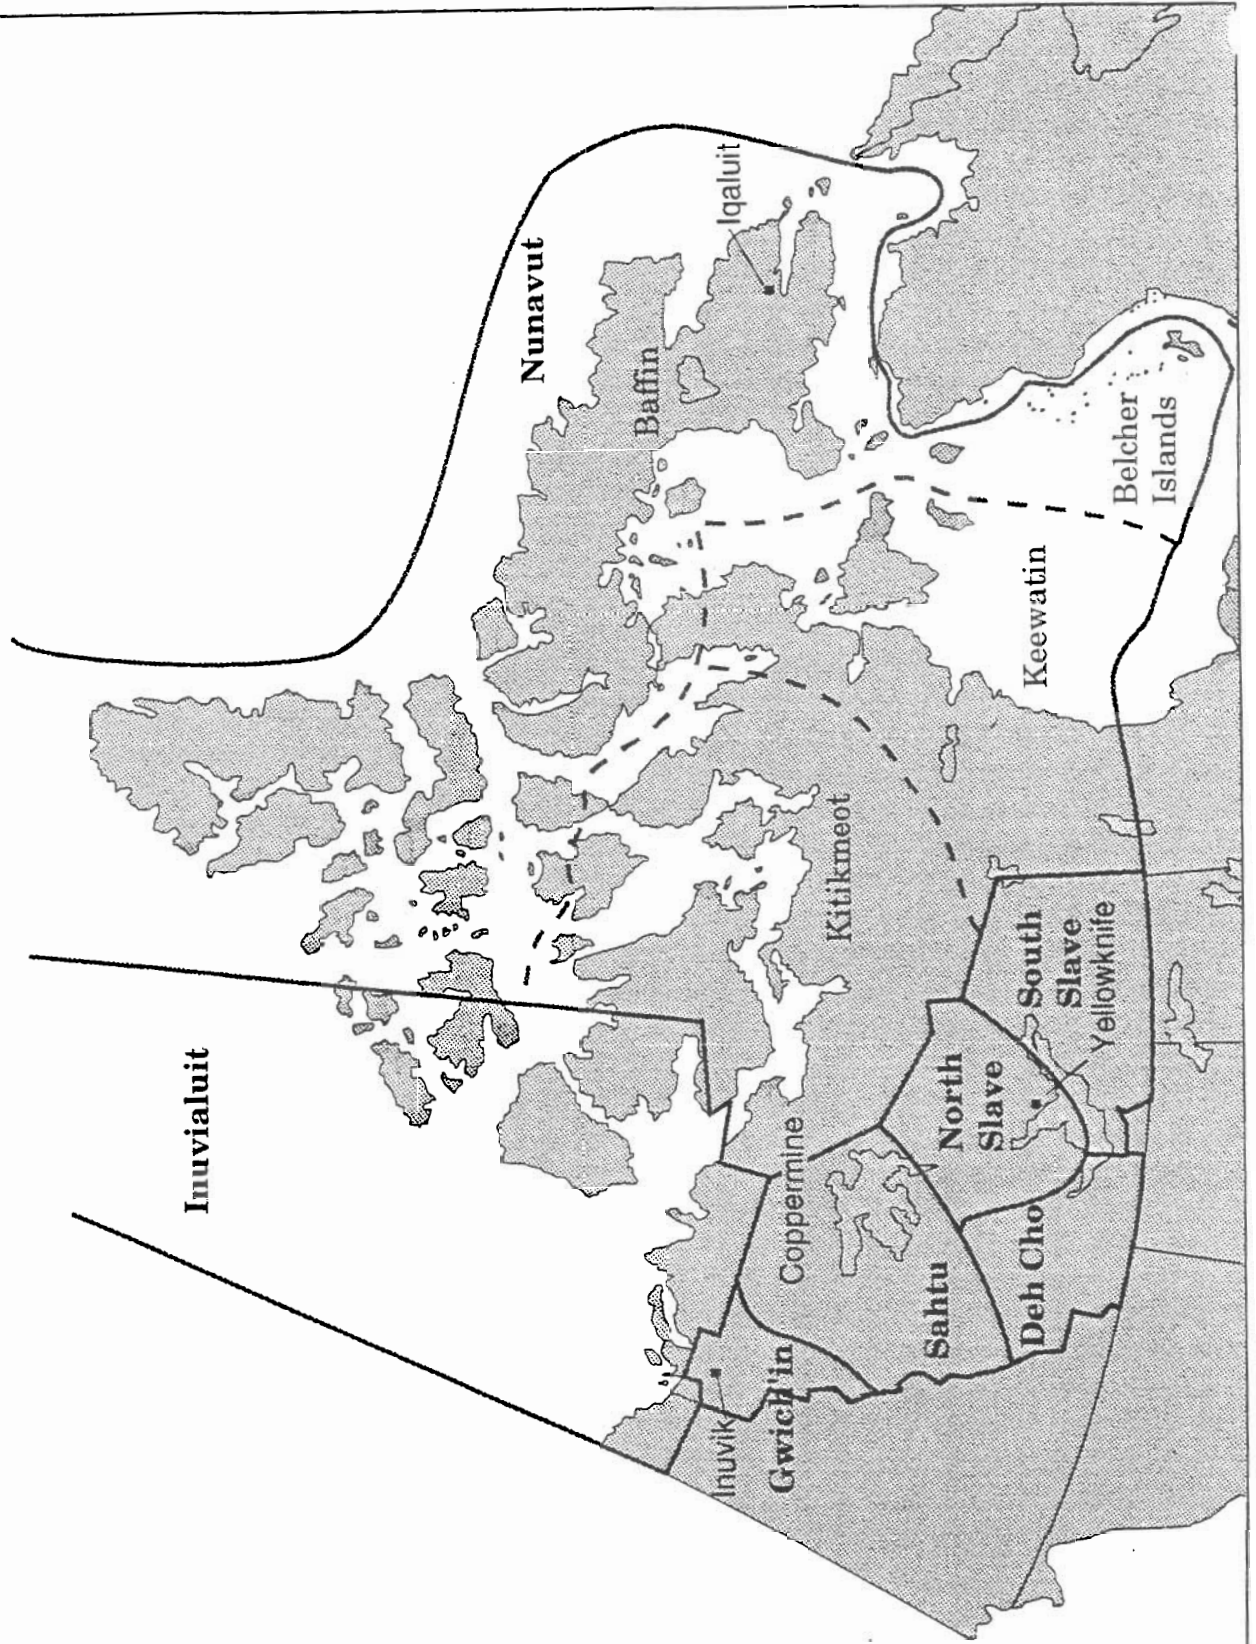 Inuvialuit
Nunavut
Baffin
Iqaluit
Inuvik
Gwich'in
Coppermine
Kitikmeot
Keewatin
Belcher
Islands
Sahtu
North
Slave
South
Slave
Yellowknife
Deh Cho